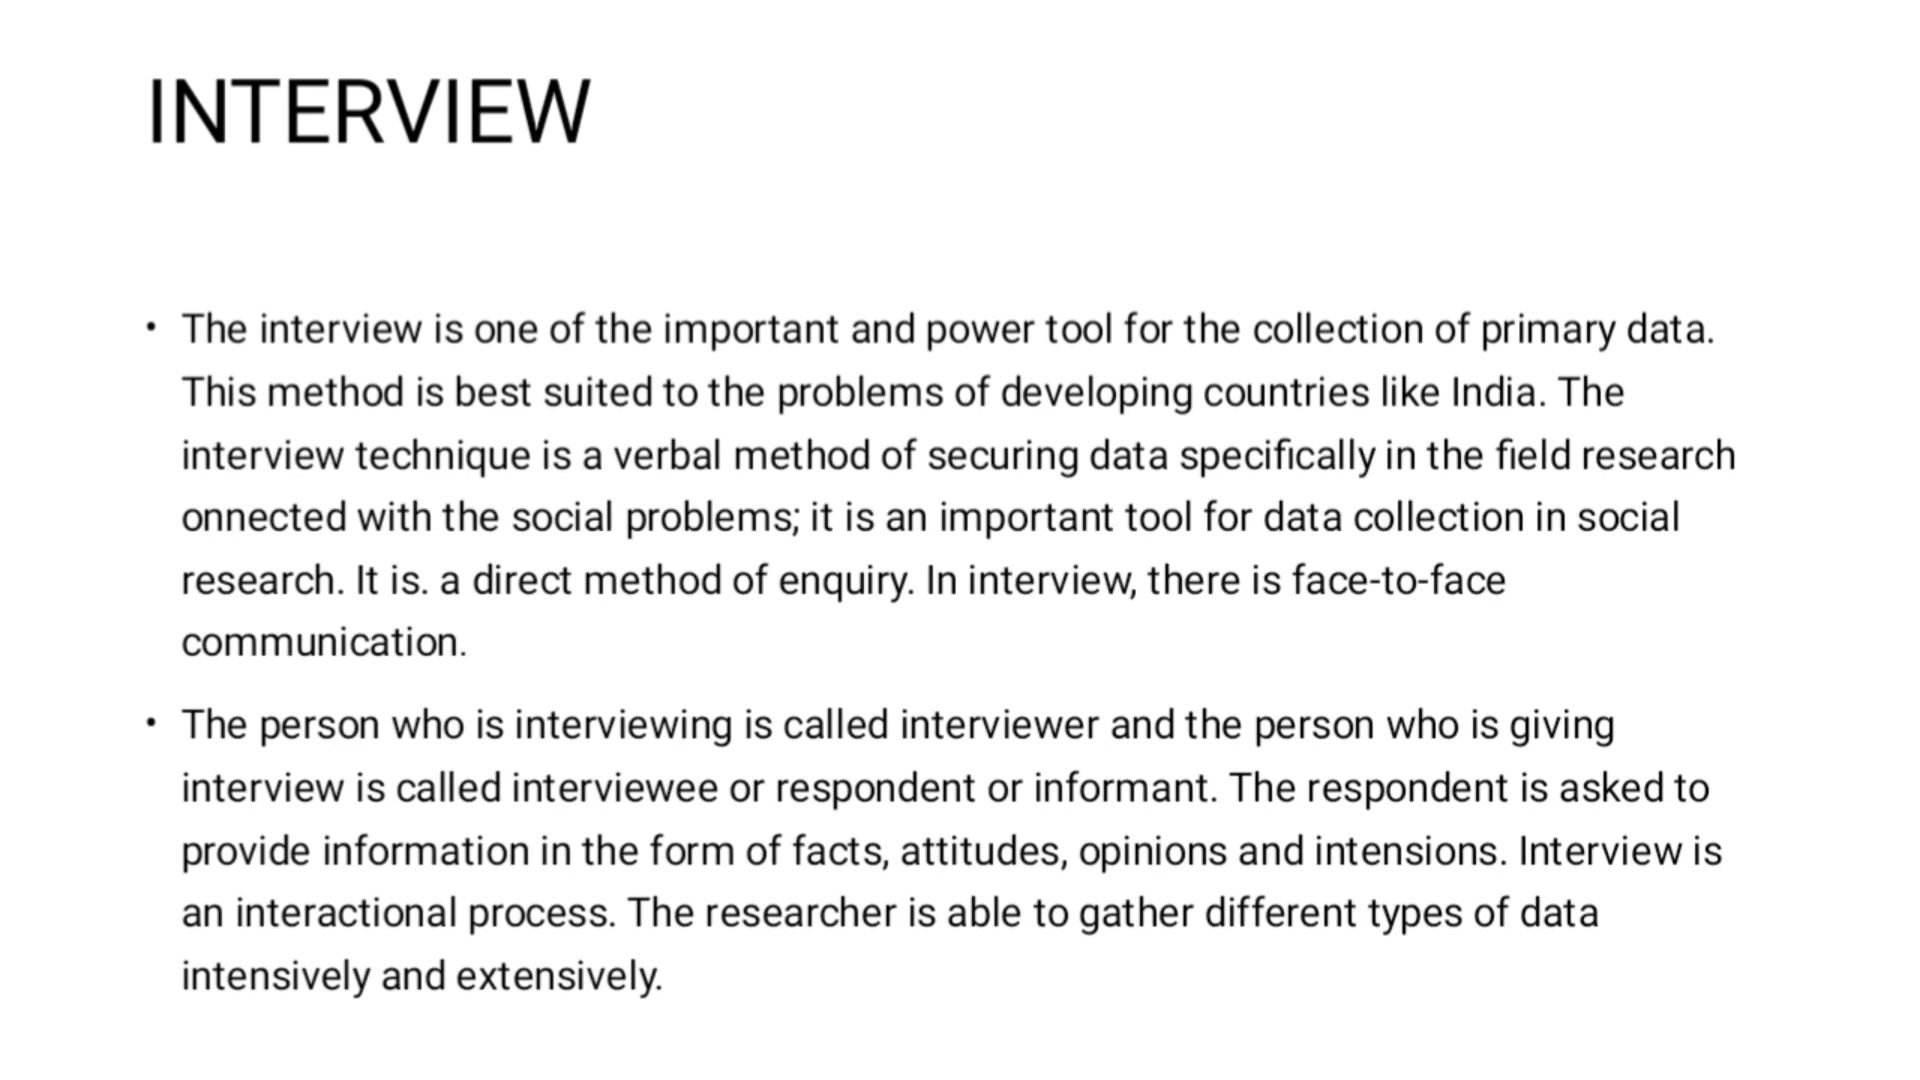 INTERVIEW
• The interview is one of the important and power tool for the collection of primary data.
This method is best suited to the problems of developing countries like India. The
interview technique is a verbal method of securing data specifically in the field research
onnected with the social problems; it is an important tool for data collection in social
research. It is. a direct method of enquiry. In interview, there is face-to-face
communication.
• The person who is interviewing is called interviewer and the person who is giving
interview is called interviewee or respondent or informant. The respondent is asked to
provide information in the form of facts, attitudes, opinions and intensions. Interview is
an interactional process. The researcher is able to gather different types of data
intensively and extensively.